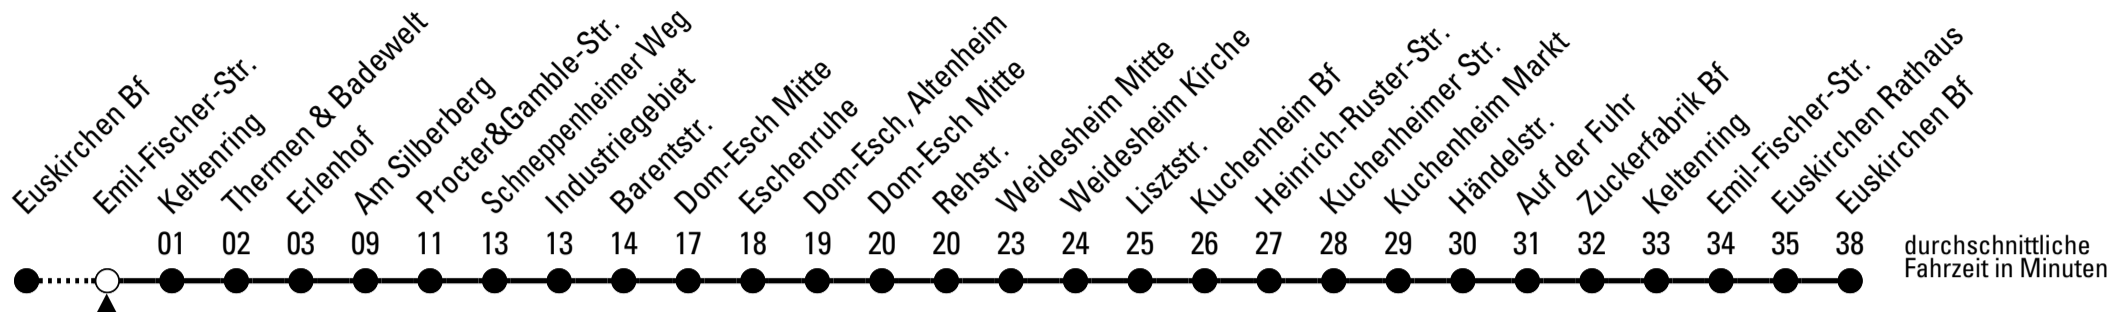 Euskirchen Bf
Emil-Fischer-Str.
Keltenring
Thermen & Badewelt
Erlenhof
Am Silberberg
Procter&Gamble-Str.
Schneppenheimer Weg
Industriegebiet
Barentstr.
Dom-Esch Mitte
Eschenruhe
Dom-Esch, Altenheim
Dom-Esch Mitte
Rehstr.
Weidesheim Mitte
Weidesheim Kirche
Lisztstr.
Kuchenheim Bf
Heinrich-Ruster-Str.
Kuchenheimer Str.
Kuchenheim Markt
Händelstr.
Auf der Fuhr
Zuckerfabrik Bf
Keltenring
Emil-Fischer-Str.
Euskirchen Rathaus
Euskirchen Bf
01 02 03 09 11 13 13 14 17 18 19 20 20 23 24 25 26 27 28 29 30 31 32 33 34 35 38
durchschnittliche
Fahrzeit in Minuten